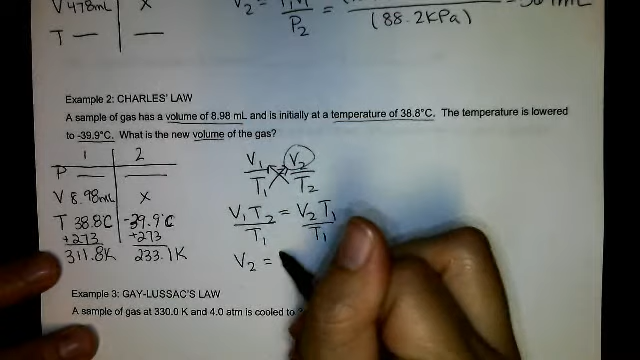 V 478mL | X
T — | —
V₂ =
P₂
=
(88.2kPa)
Example 2: CHARLES' LAW
A sample of gas has a volume of 8.98 mL and is initially at a temperature of 38.8°C. The temperature is lowered
to -39.9°C. What is the new volume of the gas?
1 | 2
P — | —
V 8.98mL | X
T 38.8°C | -39.9°C
+273 | +273
311.8K | 233.1K
V₁ V₂
T₁ T₂
V₁T₂ = V₂T₁
T₁ T₁
V₂ =
Example 3: GAY-LUSSAC'S LAW
A sample of gas at 330.0 K and 4.0 atm is cooled to